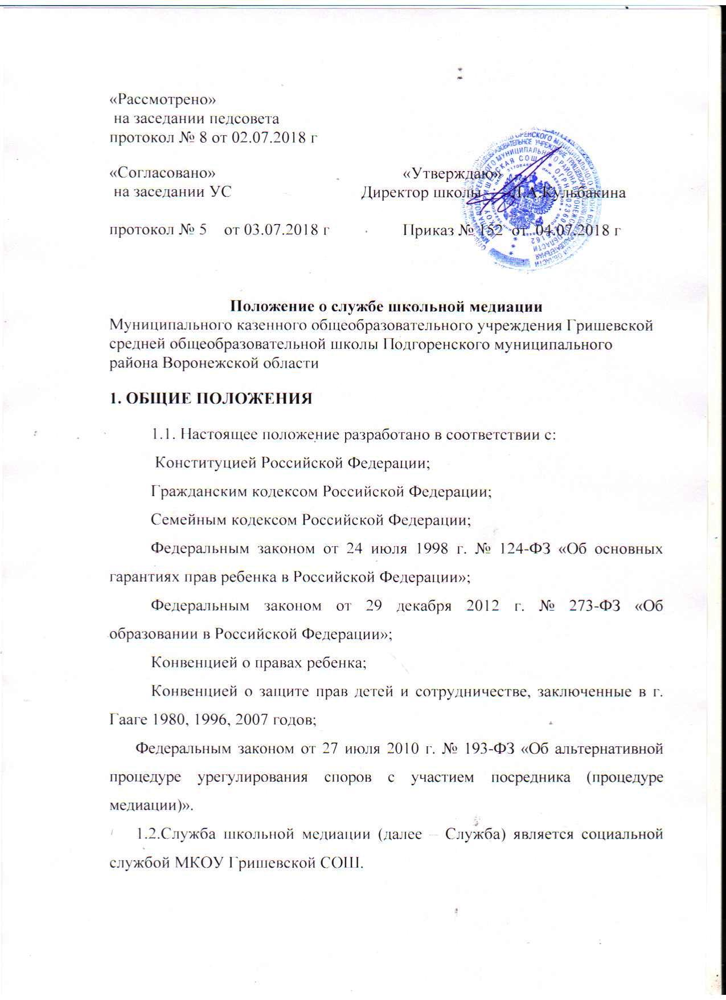 «Рассмотрено»
на заседании педсовета
протокол № 8 от 02.07.2018 г
«Согласовано» «Утверждаю»
на заседании УС Директор школы Л.А.Кульбакина
протокол № 5 от 03.07.2018 г Приказ № 152 от 04.07.2018 г
Положение о службе школьной медиации
Муниципального казенного общеобразовательного учреждения Гришевской
средней общеобразовательной школы Подгоренского муниципального
района Воронежской области
1. ОБЩИЕ ПОЛОЖЕНИЯ
1.1. Настоящее положение разработано в соответствии с:
Конституцией Российской Федерации;
Гражданским кодексом Российской Федерации;
Семейным кодексом Российской Федерации;
Федеральным законом от 24 июля 1998 г. № 124-ФЗ «Об основных
гарантиях прав ребенка в Российской Федерации»;
Федеральным законом от 29 декабря 2012 г. № 273-ФЗ «Об
образовании в Российской Федерации»;
Конвенцией о правах ребенка;
Конвенцией о защите прав детей и сотрудничестве, заключенные в г.
Гааге 1980, 1996, 2007 годов;
Федеральным законом от 27 июля 2010 г. № 193-ФЗ «Об альтернативной
процедуре урегулирования споров с участием посредника (процедуре
медиации)».
1.2.Служба школьной медиации (далее – Служба) является социальной
службой МКОУ Гришевской СОШ.